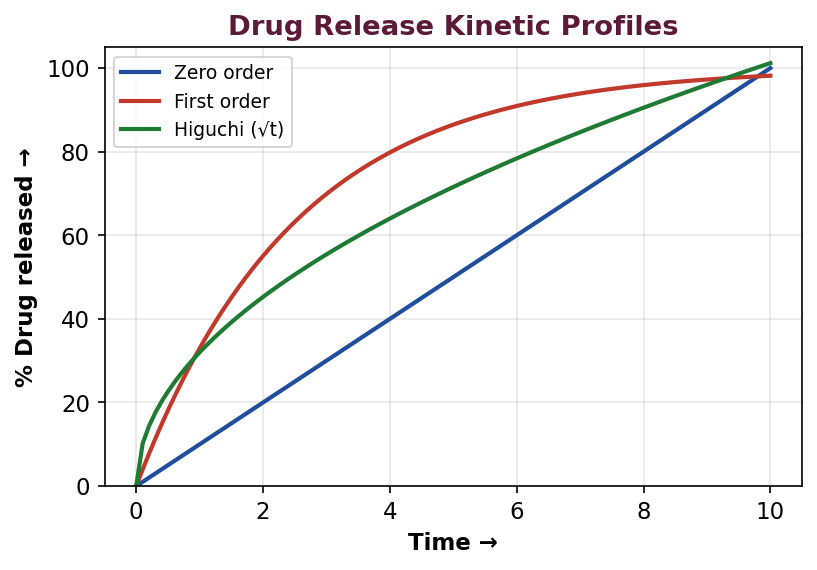 Drug Release Kinetic Profiles
Zero order
First order
Higuchi (√t)
% Drug released →
100
80
60
40
20
0
0 2 4 6 8 10
Time →